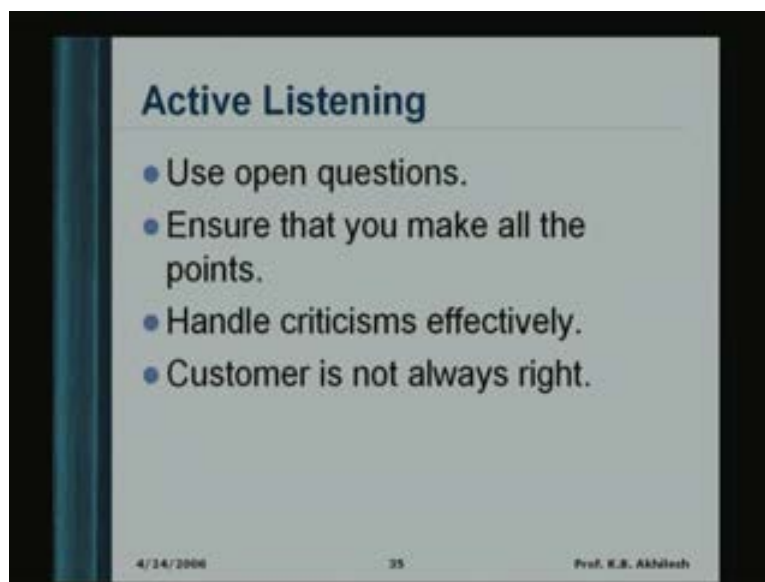 Active Listening
Use open questions.
Ensure that you make all the
points.
Handle criticisms effectively.
Customer is not always right.
4/24/2006 35 Prof. K.B. Akhilesh